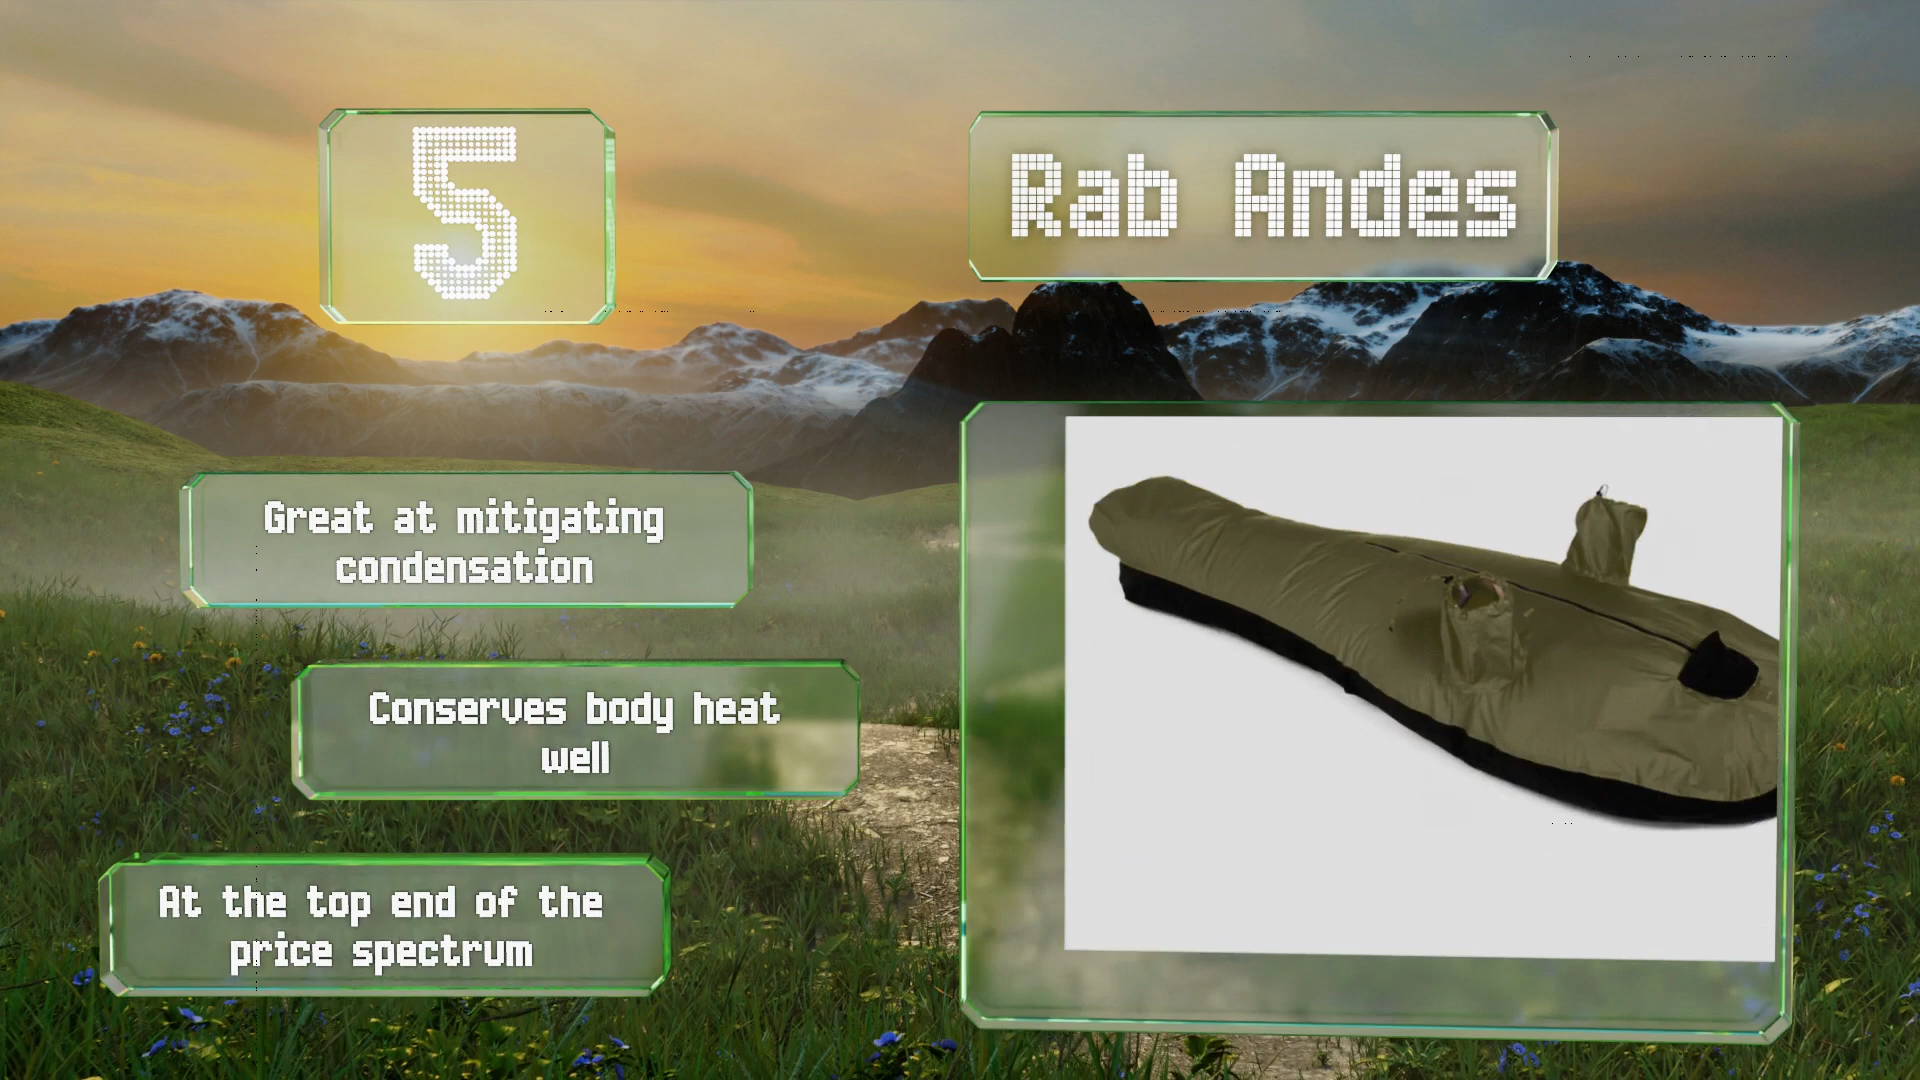 5
Rab Andes
Great at mitigating
condensation
Conserves body heat
well
At the top end of the
price spectrum